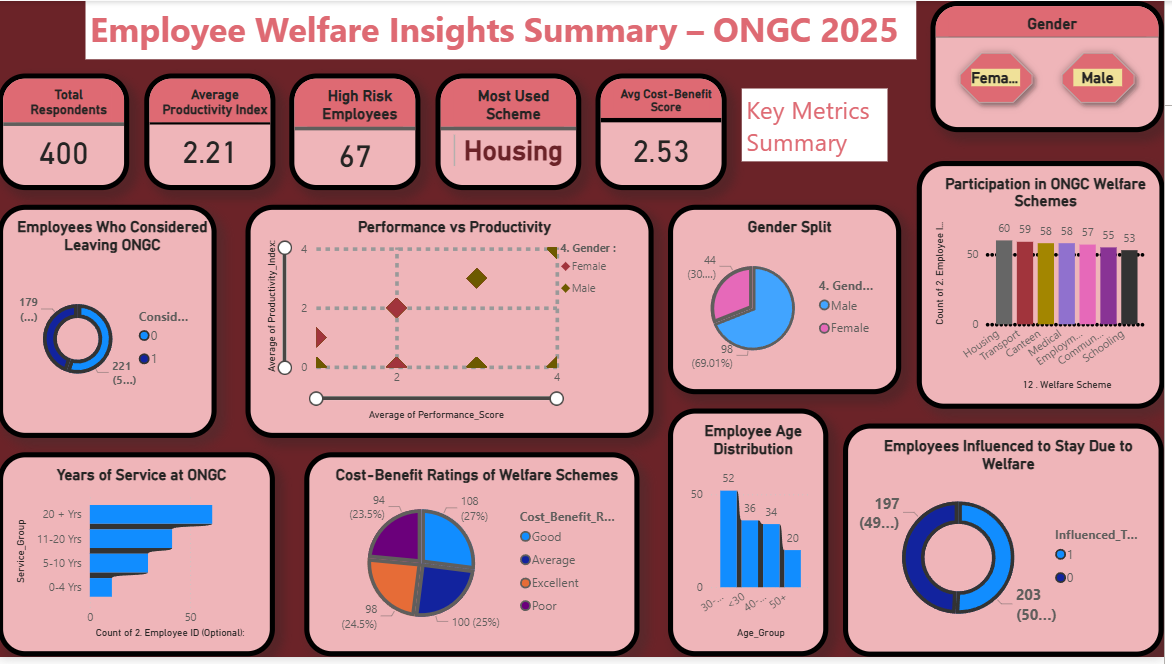 Employee Welfare Insights Summary – ONGC 2025
Gender
Fema...
Male
Total
Respondents
400
Average
Productivity Index
2.21
High Risk
Employees
67
Most Used
Scheme
Housing
Avg Cost-Benefit
Score
2.53
Key Metrics
Summary
Employees Who Considered
Leaving ONGC
179
(...)
221
(5...)
Consid...
0
1
Performance vs Productivity
Average of Productivity_Index:
4
2
0
2
4
Average of Performance_Score
4. Gender :
Female
Male
Gender Split
44
(30....)
98
(69.01%)
4. Gend...
Male
Female
Participation in ONGC Welfare
Schemes
Count of 2. Employee I...
50
0
60
59
58
58
57
55
53
Housing
Transport
Canteen
Medical
Employm...
Commun...
Schooling
12 . Welfare Scheme
Years of Service at ONGC
Service_Group
20 + Yrs
11-20 Yrs
5-10 Yrs
0-4 Yrs
0
50
Count of 2. Employee ID (Optional):
Cost-Benefit Ratings of Welfare Schemes
94
(23.5%)
108
(27%)
98
(24.5%)
100 (25%)
Cost_Benefit_R...
Good
Average
Excellent
Poor
Employee Age
Distribution
50
0
52
36
34
20
30-...
<30
40-...
50+
Age_Group
Employees Influenced to Stay Due to
Welfare
197
(49...)
203
(50...)
Influenced_T...
1
0